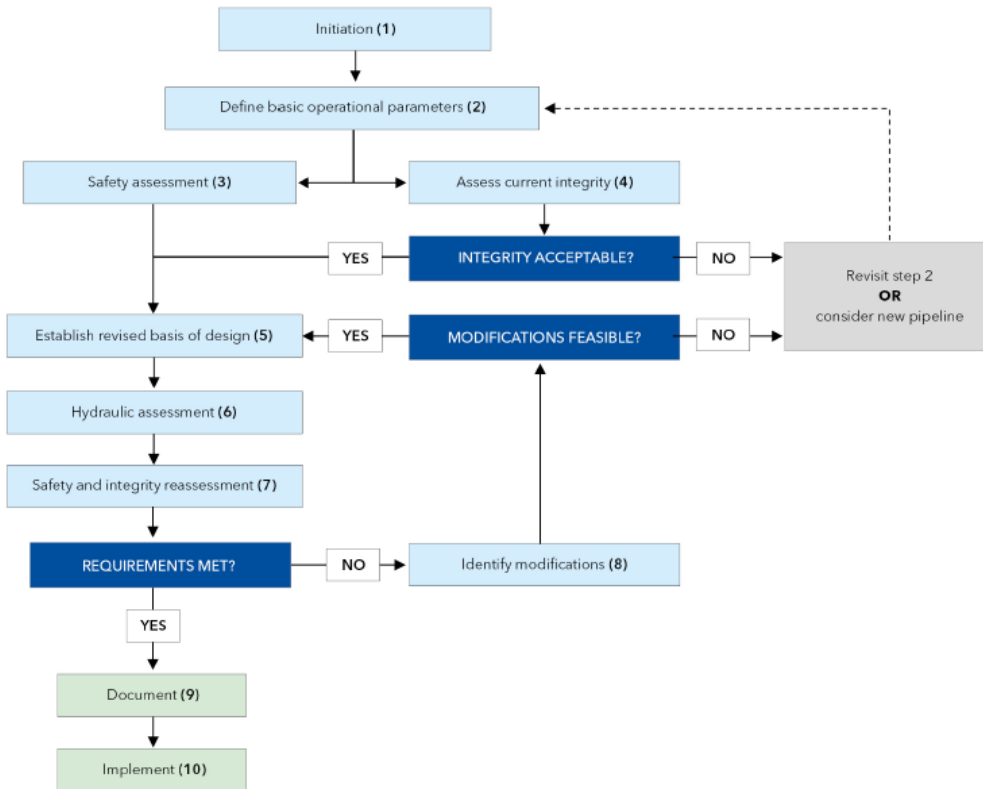 Initiation (1)
Define basic operational parameters (2)
Safety assessment (3)
Assess current integrity (4)
YES
INTEGRITY ACCEPTABLE?
NO
Revisit step 2
OR
consider new pipeline
Establish revised basis of design (5)
YES
MODIFICATIONS FEASIBLE?
NO
Hydraulic assessment (6)
Safety and integrity reassessment (7)
REQUIREMENTS MET?
NO
Identify modifications (8)
YES
Document (9)
Implement (10)